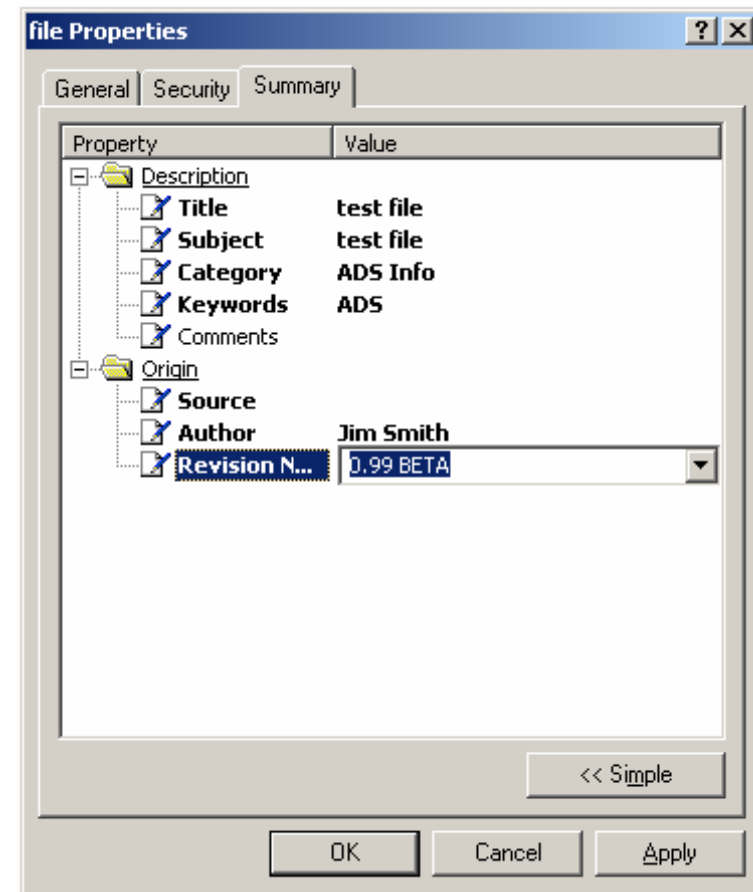 file Properties
General Security Summary
Property Value
Description
Title test file
Subject test file
Category ADS Info
Keywords ADS
Comments
Origin
Source
Author Jim Smith
Revision N... 0.99 BETA
<< Simple
OK Cancel Apply